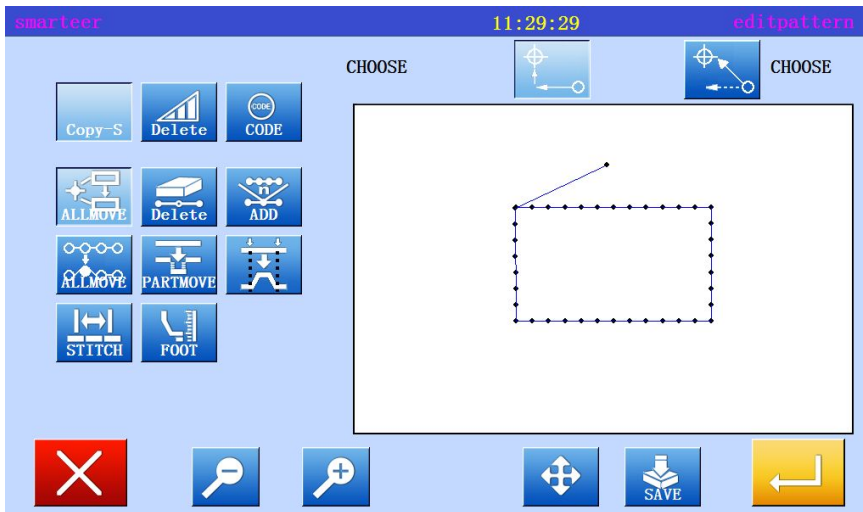 smarteer 11:29:29 editpattern
CHOOSE CHOOSE
Copy-S Delete CODE CODE
ALLMOVE Delete n ADD
ALLMOVE PARTMOVE
STITCH FOOT
SAVE